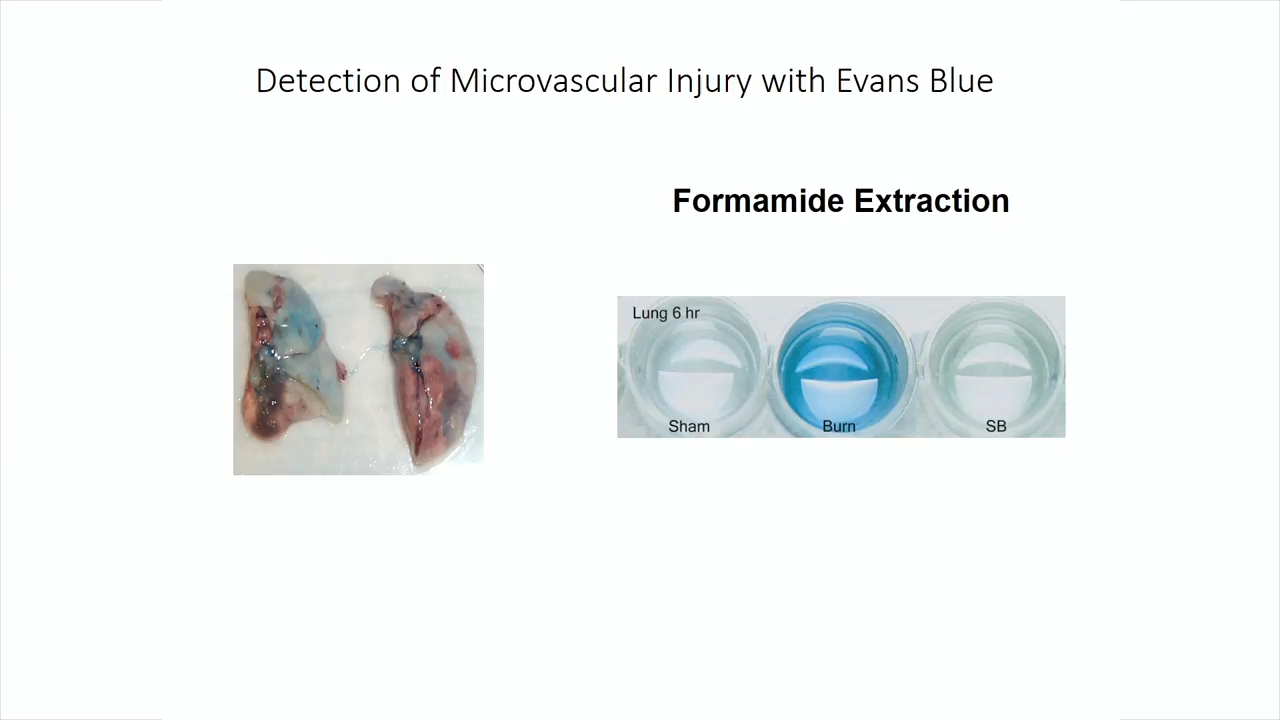 Detection of Microvascular Injury with Evans Blue
Formamide Extraction
Lung 6 hr
Sham
Burn
SB